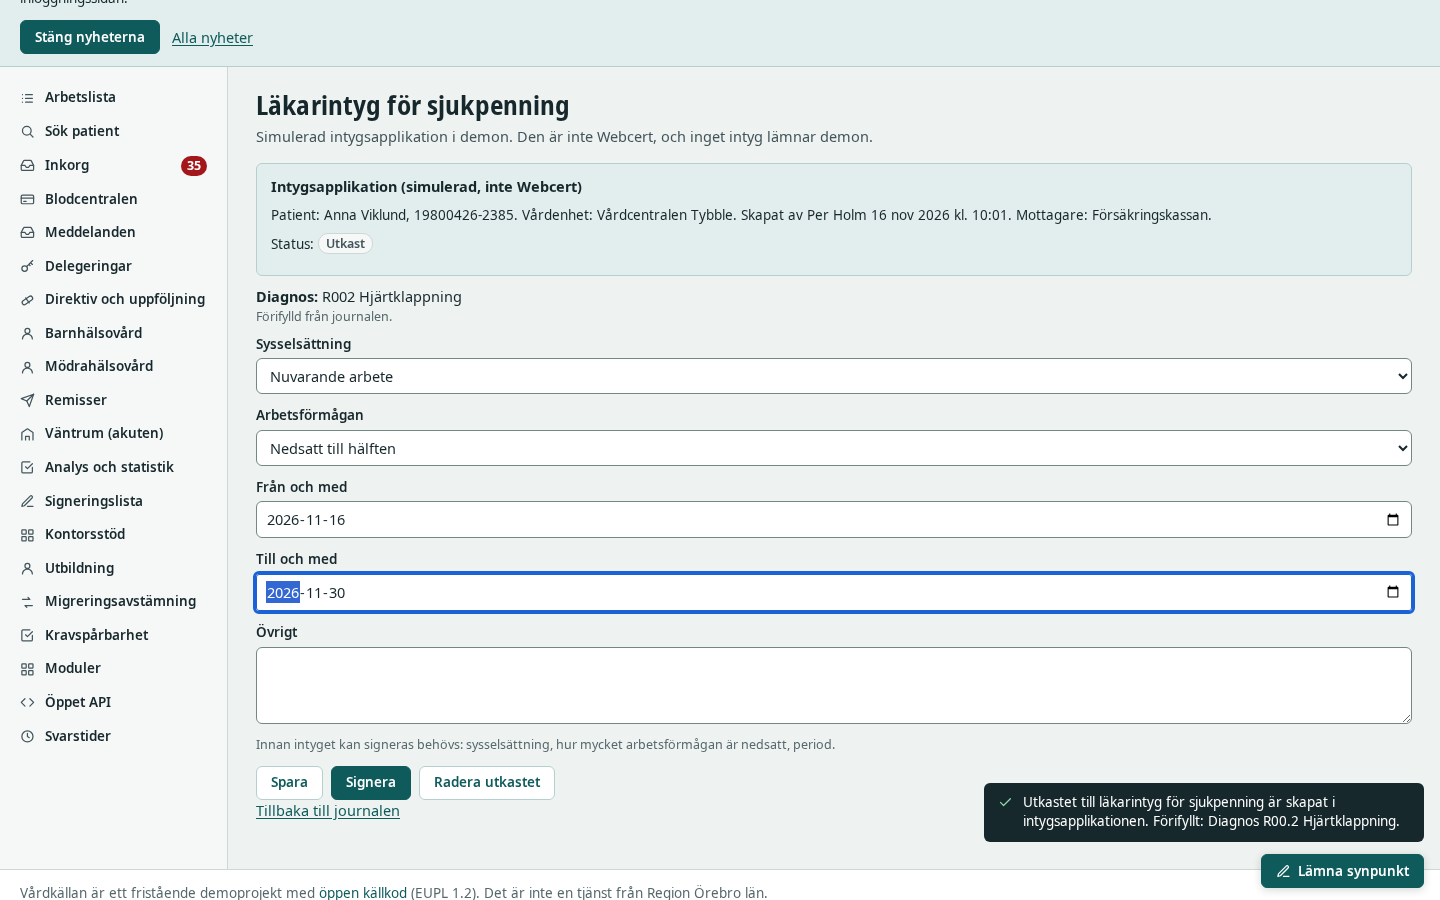 Stäng nyheterna
Alla nyheter
Arbetslista
Sök patient
Inkorg
35
Blodcentralen
Meddelanden
Delegeringar
Direktiv och uppföljning
Barnhälsovård
Mödrahälsovård
Remisser
Väntrum (akuten)
Analys och statistik
Signeringslista
Kontorsstöd
Utbildning
Migreringsavstämning
Kravspårbarhet
Moduler
Öppet API
Svarstider
Läkarintyg för sjukpenning
Simulerad intygsapplikation i demon. Den är inte Webcert, och inget intyg lämnar demon.
Intygsapplikation (simulerad, inte Webcert)
Patient: Anna Viklund, 19800426-2385. Vårdenhet: Vårdcentralen Tybble. Skapat av Per Holm 16 nov 2026 kl. 10:01. Mottagare: Försäkringskassan.
Status: Utkast
Diagnos: R002 Hjärtklappning
Förifylld från journalen.
Sysselsättning
Nuvarande arbete
Arbetsförmågan
Nedsatt till hälften
Från och med
2026-11-16
Till och med
2026-11-30
Övrigt
Innan intyget kan signeras behövs: sysselsättning, hur mycket arbetsförmågan är nedsatt, period.
Spara
Signera
Radera utkastet
Tillbaka till journalen
Utkastet till läkarintyg för sjukpenning är skapat i
intygsapplikationen. Förifyllt: Diagnos R00.2 Hjärtklappning.
Lämna synpunkt
Vårdkällan är ett fristående demoprojekt med öppen källkod (EUPL 1.2). Det är inte en tjänst från Region Örebro län.